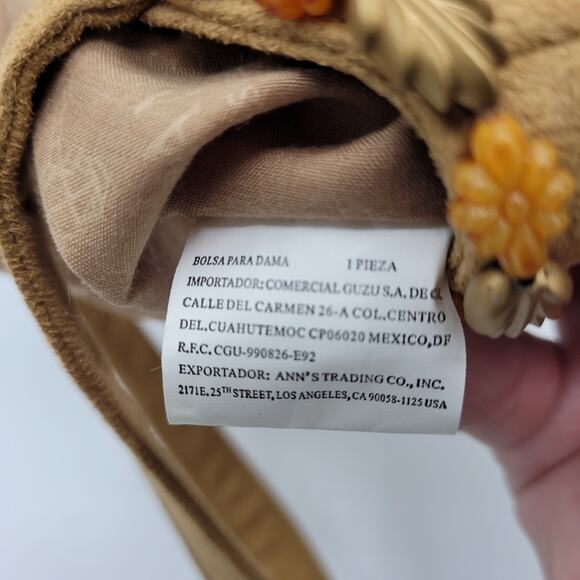 BOLSA PARA DAMA 1 PIEZA
IMPORTADOR: COMERCIAL GUZU S.A. DE CV.
CALLE DEL CARMEN 26-A COL.CENTRO
DEL.CUAHUTEMOC CP06020 MEXICO,DF
R.F.C. CGU-990826-E92
EXPORTADOR: ANN'S TRADING CO., INC.
2171E. 25TH STREET, LOS ANGELES, CA 90058-1125 USA